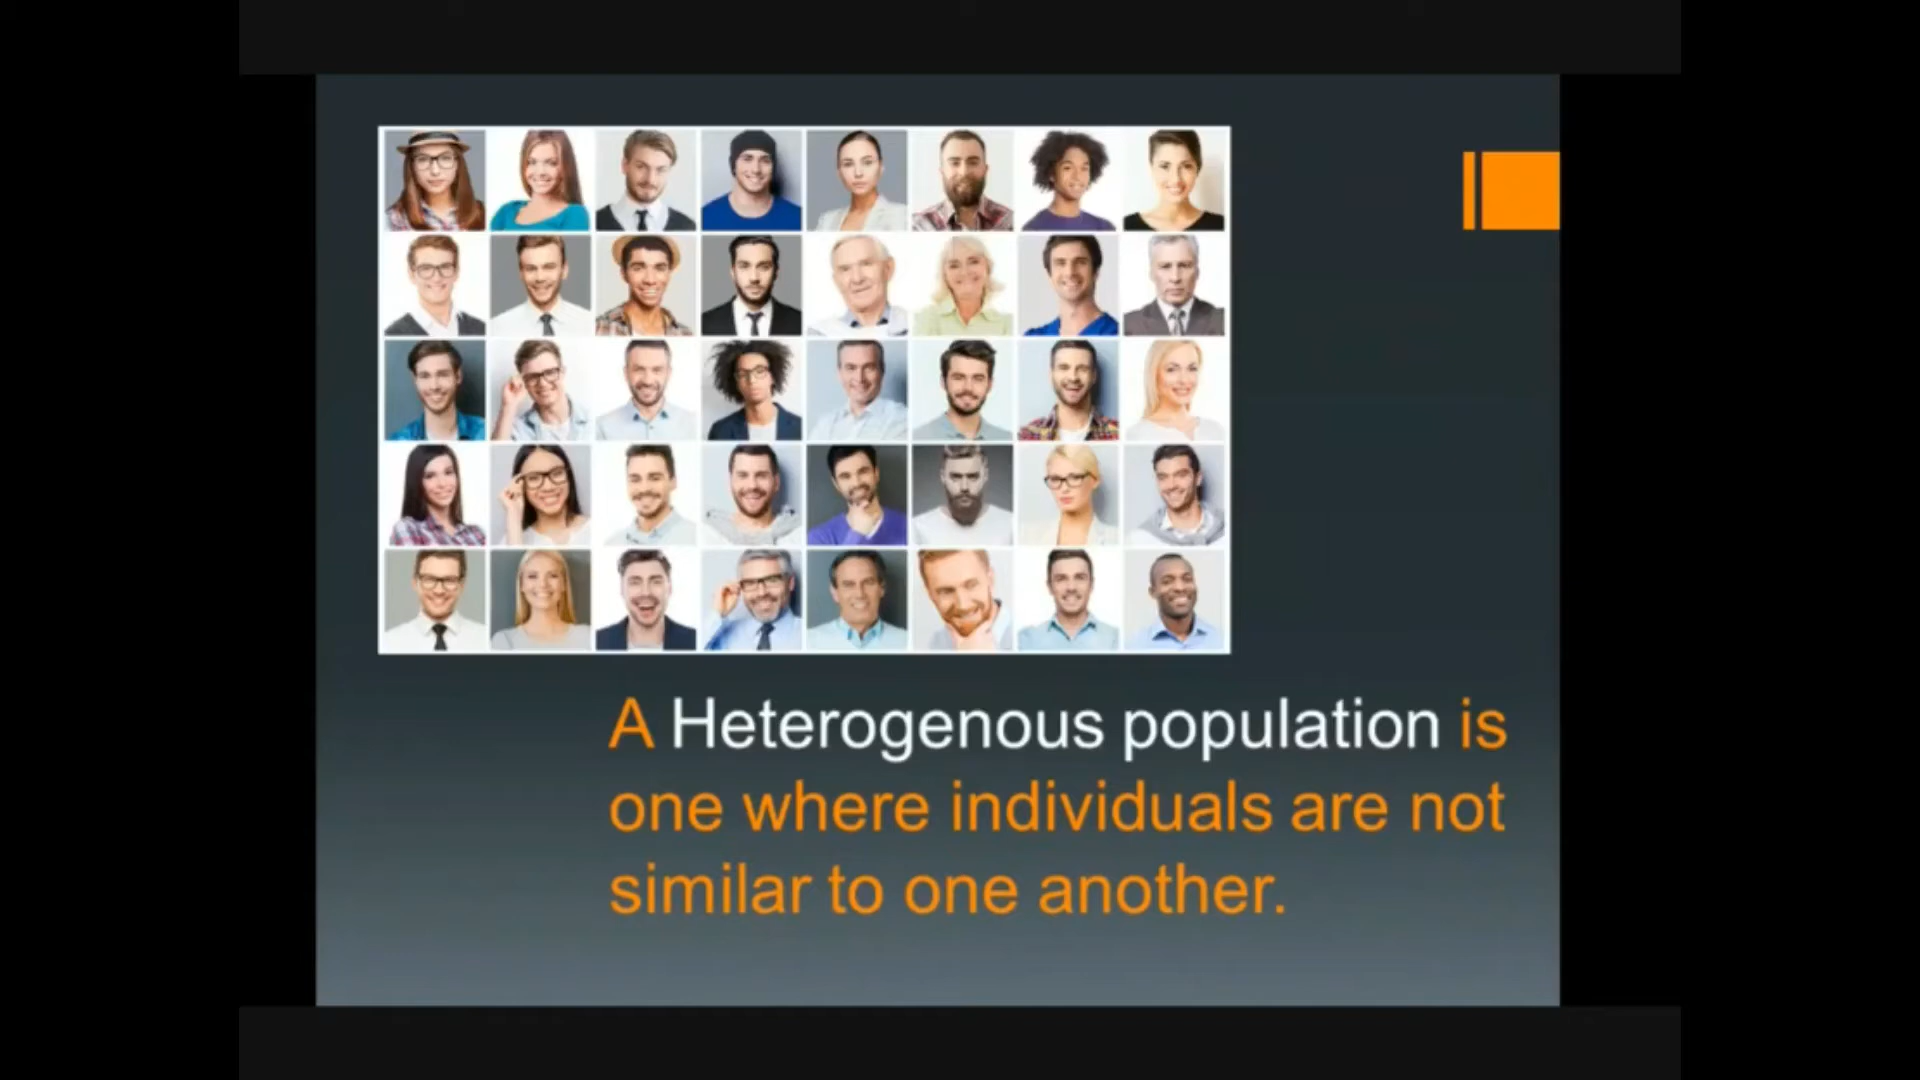 A Heterogenous population is
one where individuals are not
similar to one another.